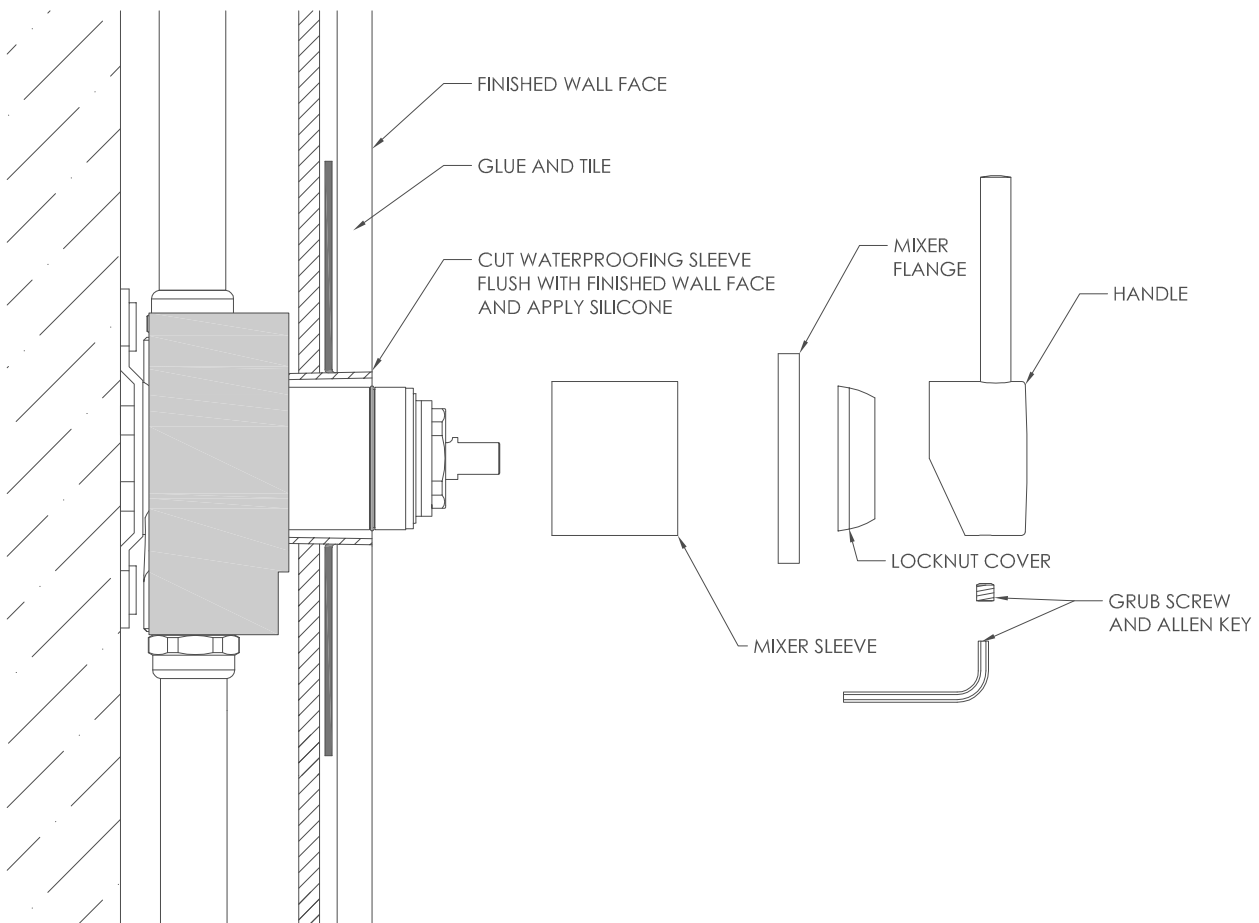 FINISHED WALL FACE
GLUE AND TILE
CUT WATERPROOFING SLEEVE
FLUSH WITH FINISHED WALL FACE
AND APPLY SILICONE
MIXER
FLANGE
HANDLE
LOCKNUT COVER
GRUB SCREW
AND ALLEN KEY
MIXER SLEEVE